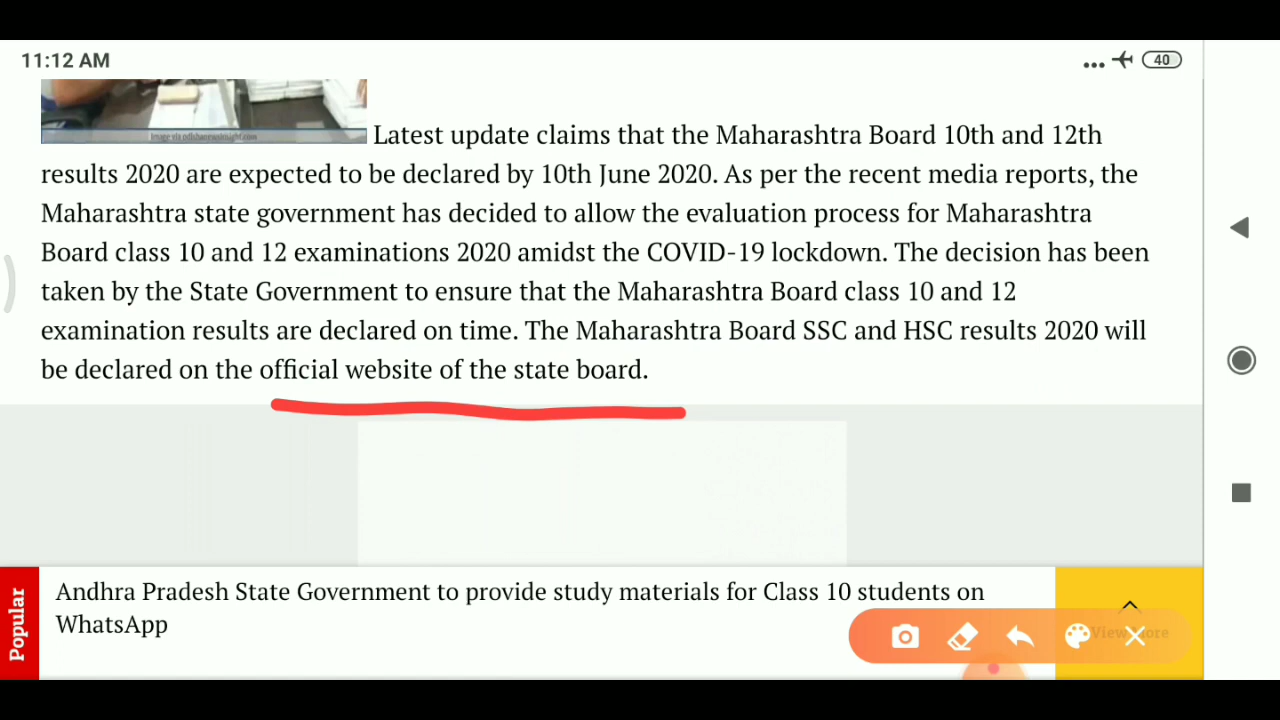 11:12 AM
40
Image via odishanewsinsight.com
Latest update claims that the Maharashtra Board 10th and 12th
results 2020 are expected to be declared by 10th June 2020. As per the recent media reports, the
Maharashtra state government has decided to allow the evaluation process for Maharashtra
Board class 10 and 12 examinations 2020 amidst the COVID-19 lockdown. The decision has been
taken by the State Government to ensure that the Maharashtra Board class 10 and 12
examination results are declared on time. The Maharashtra Board SSC and HSC results 2020 will
be declared on the official website of the state board.
Popular
Andhra Pradesh State Government to provide study materials for Class 10 students on
WhatsApp
View More